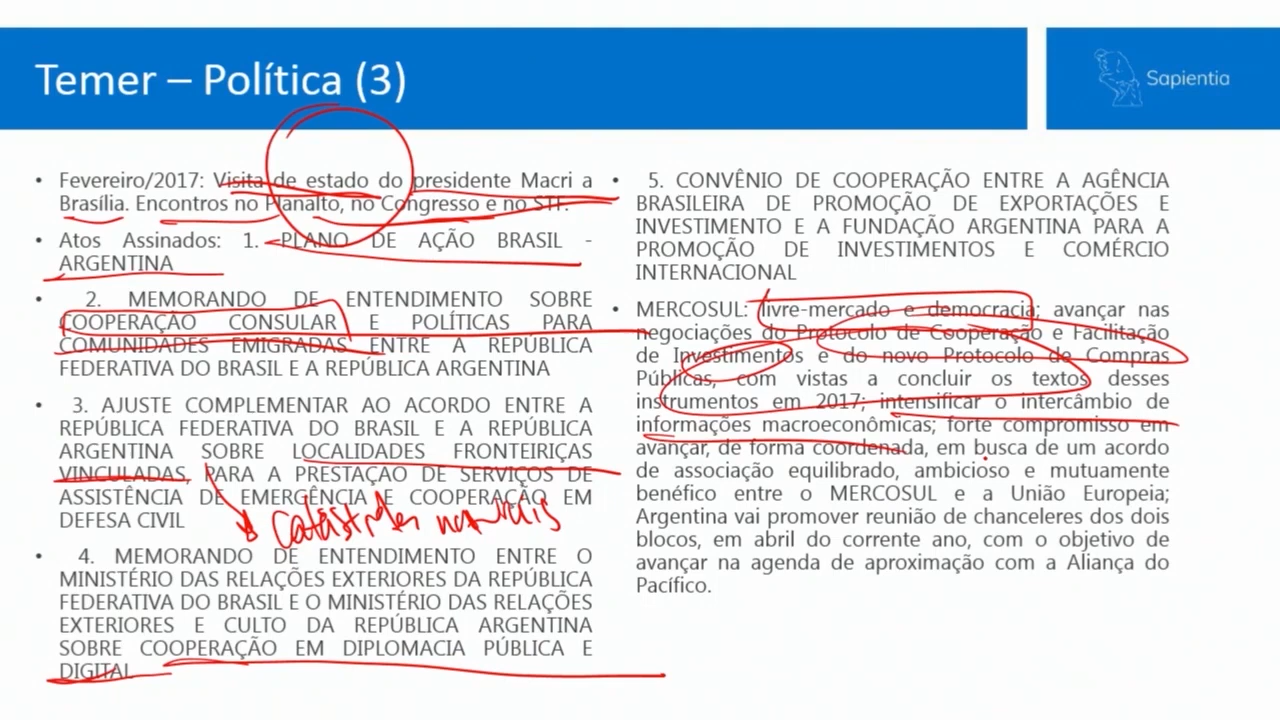 Temer – Política (3)
Sapientia
• Fevereiro/2017: Visita de estado do presidente Macri a
Brasília. Encontros no Planalto, no Congresso e no STF.
• Atos Assinados: 1. PLANO DE AÇÃO BRASIL -
ARGENTINA
• 2. MEMORANDO DE ENTENDIMENTO SOBRE
COOPERAÇÃO CONSULAR E POLÍTICAS PARA
COMUNIDADES EMIGRADAS ENTRE A REPÚBLICA
FEDERATIVA DO BRASIL E A REPÚBLICA ARGENTINA
• 3. AJUSTE COMPLEMENTAR AO ACORDO ENTRE A
REPÚBLICA FEDERATIVA DO BRASIL E A REPÚBLICA
ARGENTINA SOBRE LOCALIDADES FRONTEIRIÇAS
VINCULADAS, PARA A PRESTAÇÃO DE SERVIÇOS DE
ASSISTÊNCIA DE EMERGÊNCIA E COOPERAÇÃO EM
DEFESA CIVIL
catástrofes naturais
• 4. MEMORANDO DE ENTENDIMENTO ENTRE O
MINISTÉRIO DAS RELAÇÕES EXTERIORES DA REPÚBLICA
FEDERATIVA DO BRASIL E O MINISTÉRIO DAS RELAÇÕES
EXTERIORES E CULTO DA REPÚBLICA ARGENTINA
SOBRE COOPERAÇÃO EM DIPLOMACIA PÚBLICA E
DIGITAL
• 5. CONVÊNIO DE COOPERAÇÃO ENTRE A AGÊNCIA
BRASILEIRA DE PROMOÇÃO DE EXPORTAÇÕES E
INVESTIMENTO E A FUNDAÇÃO ARGENTINA PARA A
PROMOÇÃO DE INVESTIMENTOS E COMÉRCIO
INTERNACIONAL
• MERCOSUL: livre-mercado e democracia; avançar nas
negociações do Protocolo de Cooperação e Facilitação
de Investimentos e do novo Protocolo de Compras
Públicas, com vistas a concluir os textos desses
instrumentos em 2017; intensificar o intercâmbio de
informações macroeconômicas; forte compromisso em
avançar, de forma coordenada, em busca de um acordo
de associação equilibrado, ambicioso e mutuamente
benéfico entre o MERCOSUL e a União Europeia;
Argentina vai promover reunião de chanceleres dos dois
blocos, em abril do corrente ano, com o objetivo de
avançar na agenda de aproximação com a Aliança do
Pacífico.